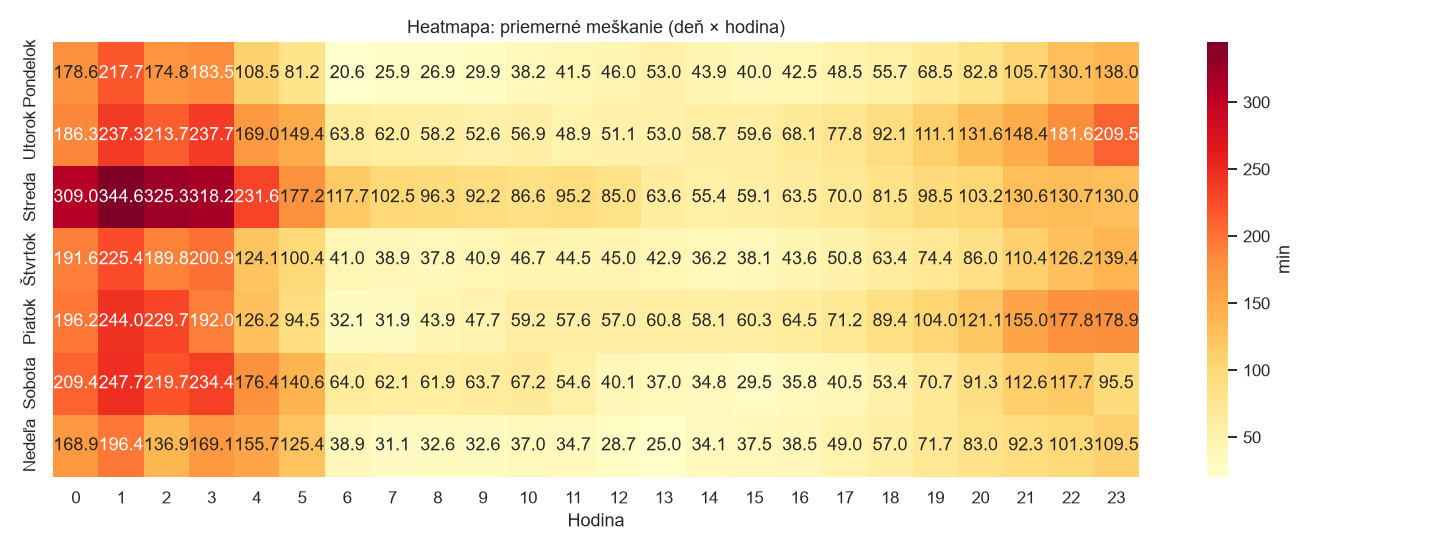 Heatmapa: priemerné meškanie (deň × hodina)
Pondelok 178.6 217.7 174.8 183.5 108.5 81.2 20.6 25.9 26.9 29.9 38.2 41.5 46.0 53.0 43.9 40.0 42.5 48.5 55.7 68.5 82.8 105.7 130.1 138.0
Utorok 186.3 237.3 213.7 237.7 169.0 149.4 63.8 62.0 58.2 52.6 56.9 48.9 51.1 53.0 58.7 59.6 68.1 77.8 92.1 111.1 131.6 148.4 181.6 209.5
Streda 309.0 344.6 325.3 318.2 231.6 177.2 117.7 102.5 96.3 92.2 86.6 95.2 85.0 63.6 55.4 59.1 63.5 70.0 81.5 98.5 103.2 130.6 130.7 130.0
Štvrtok 191.6 225.4 189.8 200.9 124.1 100.4 41.0 38.9 37.8 40.9 46.7 44.5 45.0 42.9 36.2 38.1 43.6 50.8 63.4 74.4 86.0 110.4 126.2 139.4
Piatok 196.2 244.0 229.7 192.0 126.2 94.5 32.1 31.9 43.9 47.7 59.2 57.6 57.0 60.8 58.1 60.3 64.5 71.2 89.4 104.0 121.1 155.0 177.8 178.9
Sobota 209.4 247.7 219.7 234.4 176.4 140.6 64.0 62.1 61.9 63.7 67.2 54.6 40.1 37.0 34.8 29.5 35.8 40.5 53.4 70.7 91.3 112.6 117.7 95.5
Nedeľa 168.9 196.4 136.9 169.1 155.7 125.4 38.9 31.1 32.6 32.6 37.0 34.7 28.7 25.0 34.1 37.5 38.5 49.0 57.0 71.7 83.0 92.3 101.3 109.5
0 1 2 3 4 5 6 7 8 9 10 11 12 13 14 15 16 17 18 19 20 21 22 23
Hodina
300
250
200
150
100
50
min